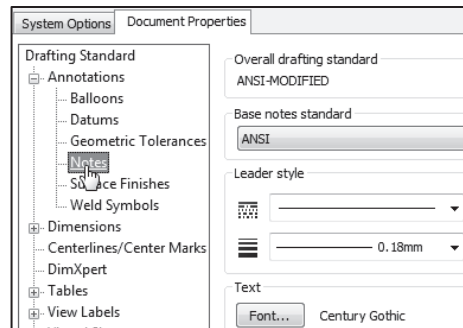 System Options
Document Properties
Drafting Standard
Annotations
Balloons
Datums
Geometric Tolerances
Notes
Surface Finishes
Weld Symbols
Dimensions
Centerlines/Center Marks
DimXpert
Tables
View Labels
Overall drafting standard
ANSI-MODIFIED
Base notes standard
ANSI
Leader style
0.18mm
Text
Font...
Century Gothic